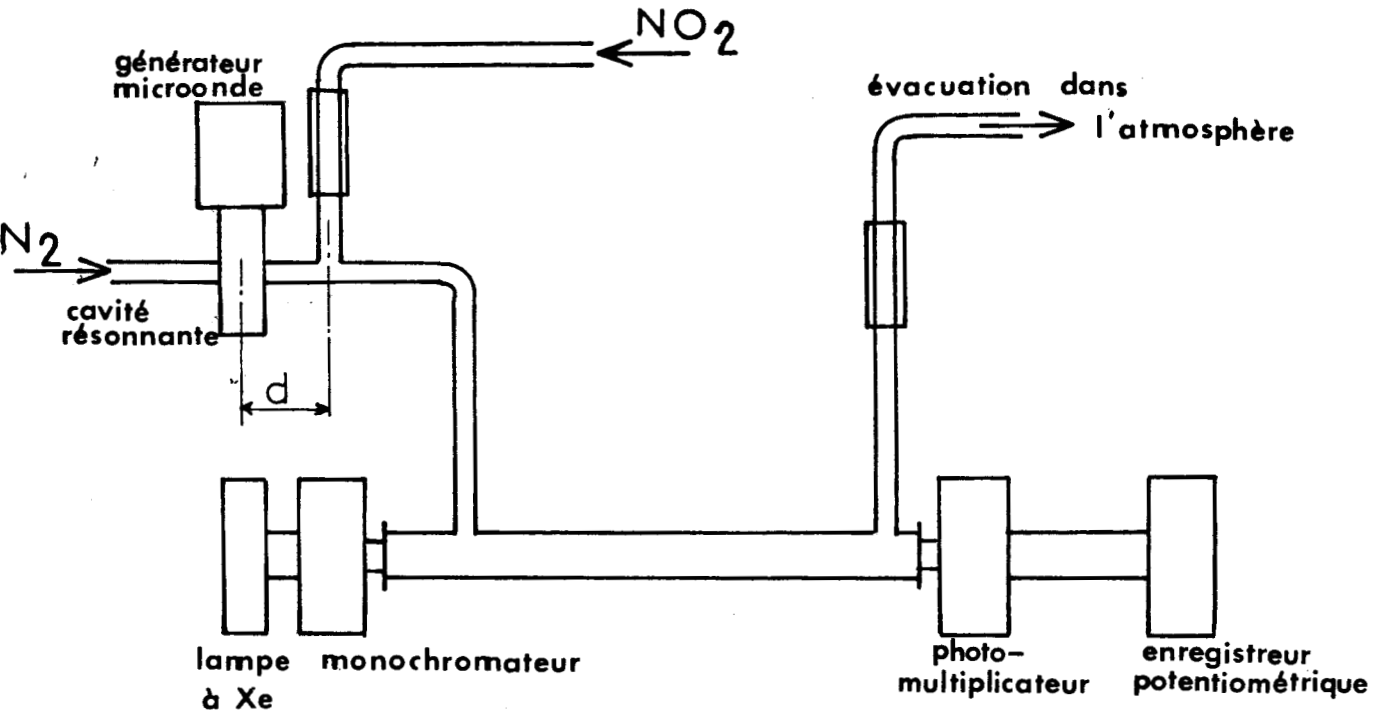 NO2
générateur
microonde
évacuation dans
l'atmosphère
N2
cavité
résonnante
d
lampe
à Xe
monochromateur
photo-
multiplicateur
enregistreur
potentiométrique